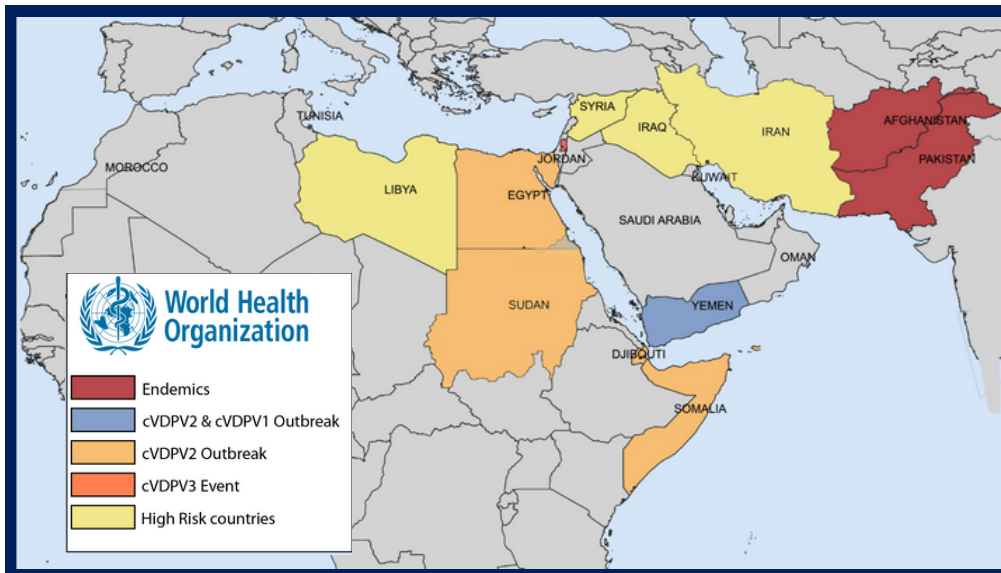 TUNISIA
SYRIA
MOROCCO
IRAQ
IRAN
AFGHANISTAN
JORDAN
PAKISTAN
KUWAIT
LIBYA
EGYPT
SAUDI ARABIA
OMAN
World Health
Organization
SUDAN
YEMEN
DJIBOUTI
SOMALIA
Endemics
cVDPV2 & cVDPV1 Outbreak
cVDPV2 Outbreak
cVDPV3 Event
High Risk countries